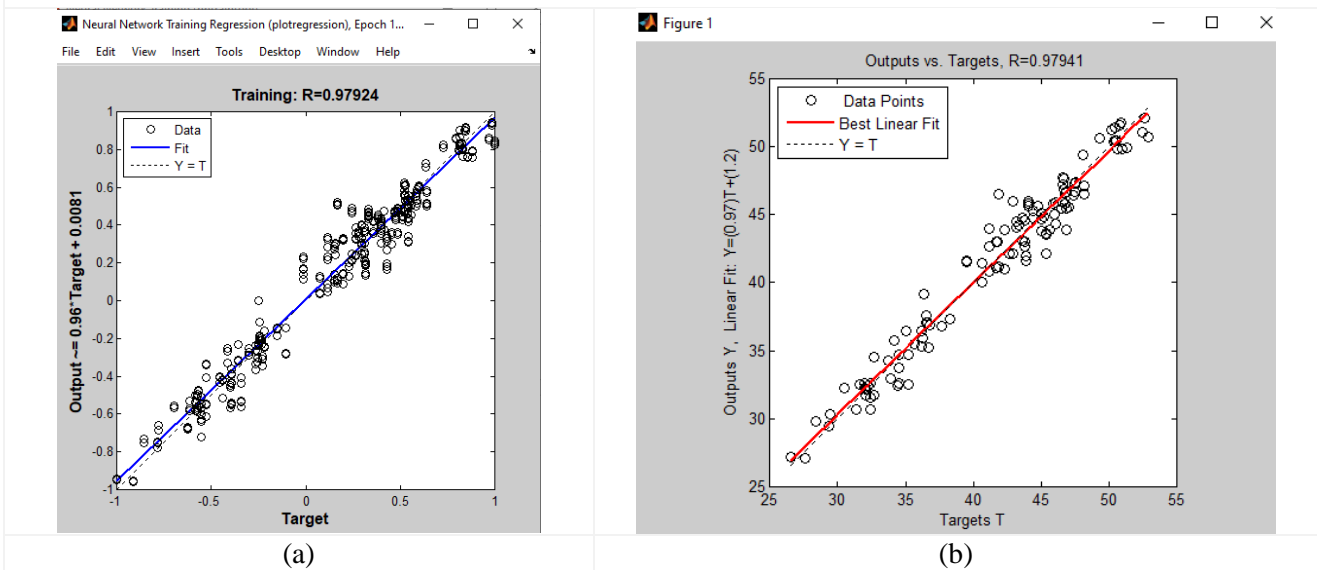 Neural Network Training Regression (plotregression), Epoch 1...
File Edit View Insert Tools Desktop Window Help
Training: R=0.97924
Data
Fit
Y = T
Output ~= 0.96*Target + 0.0081
1
0.8
0.6
0.4
0.2
0
-0.2
-0.4
-0.6
-0.8
-1
-1 -0.5 0 0.5 1
Target
(a)
Figure 1
Outputs vs. Targets, R=0.97941
Data Points
Best Linear Fit
Y = T
Outputs Y, Linear Fit: Y=(0.97)T+(1.2)
55
50
45
40
35
30
25
25 30 35 40 45 50 55
Targets T
(b)